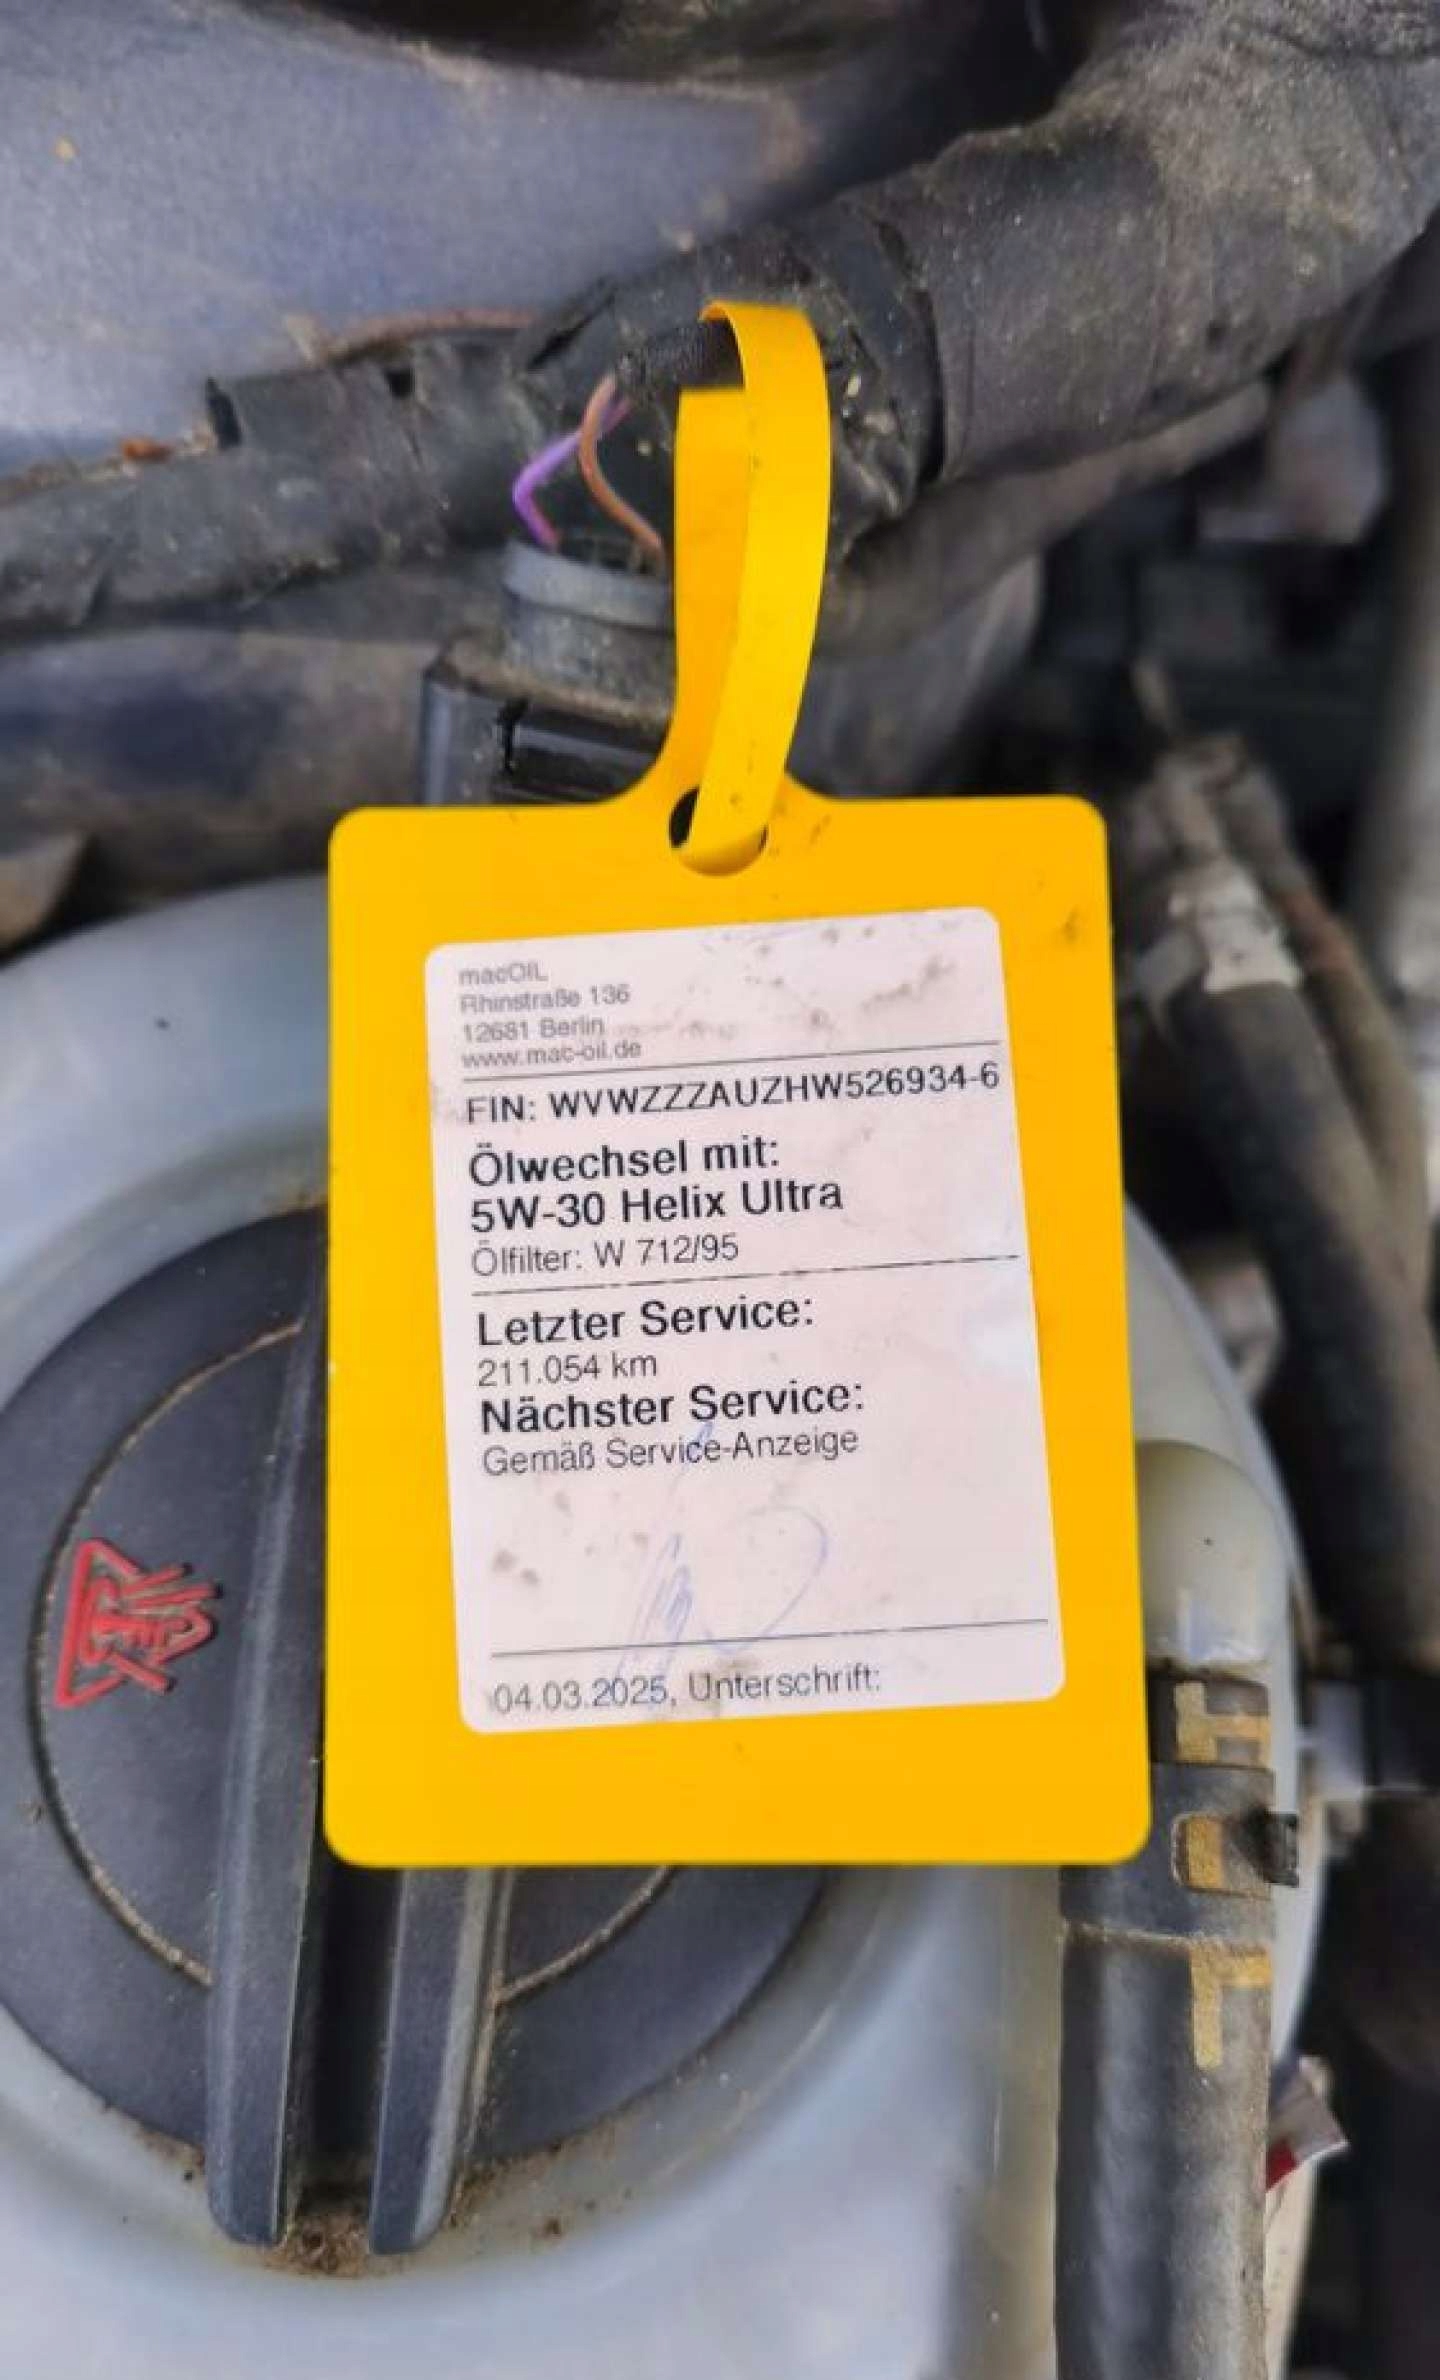 macOIL
Rhinstraße 136
12681 Berlin
www.mac-oil.de
FIN: WVWZZZAUZHW526934-6
Ölwechsel mit:
5W-30 Helix Ultra
Ölfilter: W 712/95
Letzter Service:
211.054 km
Nächster Service:
Gemäß Service-Anzeige
04.03.2025, Unterschrift: